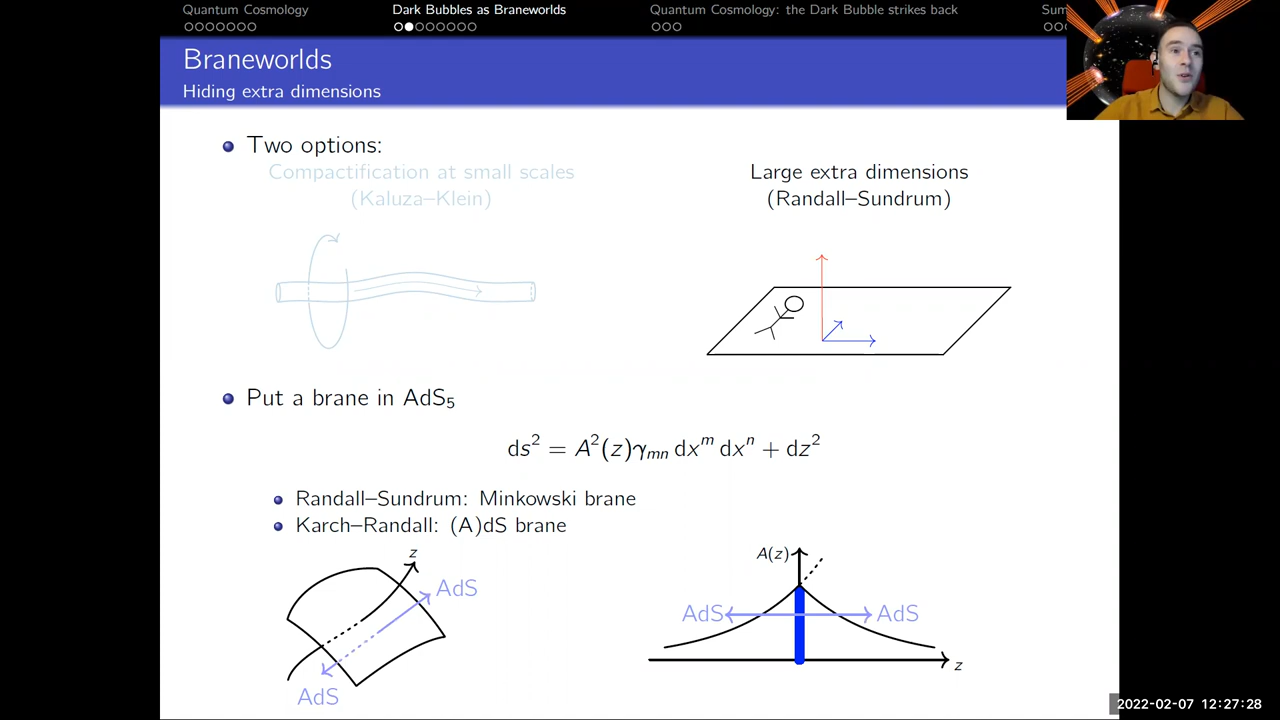 Quantum Cosmology
Dark Bubbles as Braneworlds
Quantum Cosmology: the Dark Bubble strikes back
Braneworlds
Hiding extra dimensions
Two options:
Compactification at small scales
(Kaluza–Klein)
Large extra dimensions
(Randall–Sundrum)
Put a brane in AdS₅
ds² = A²(z)γₘₙ dxᵐ dxⁿ + dz²
Randall–Sundrum: Minkowski brane
Karch–Randall: (A)dS brane
z
AdS
AdS
A(z)
AdS
AdS
z
2022-02-07 12:27:28